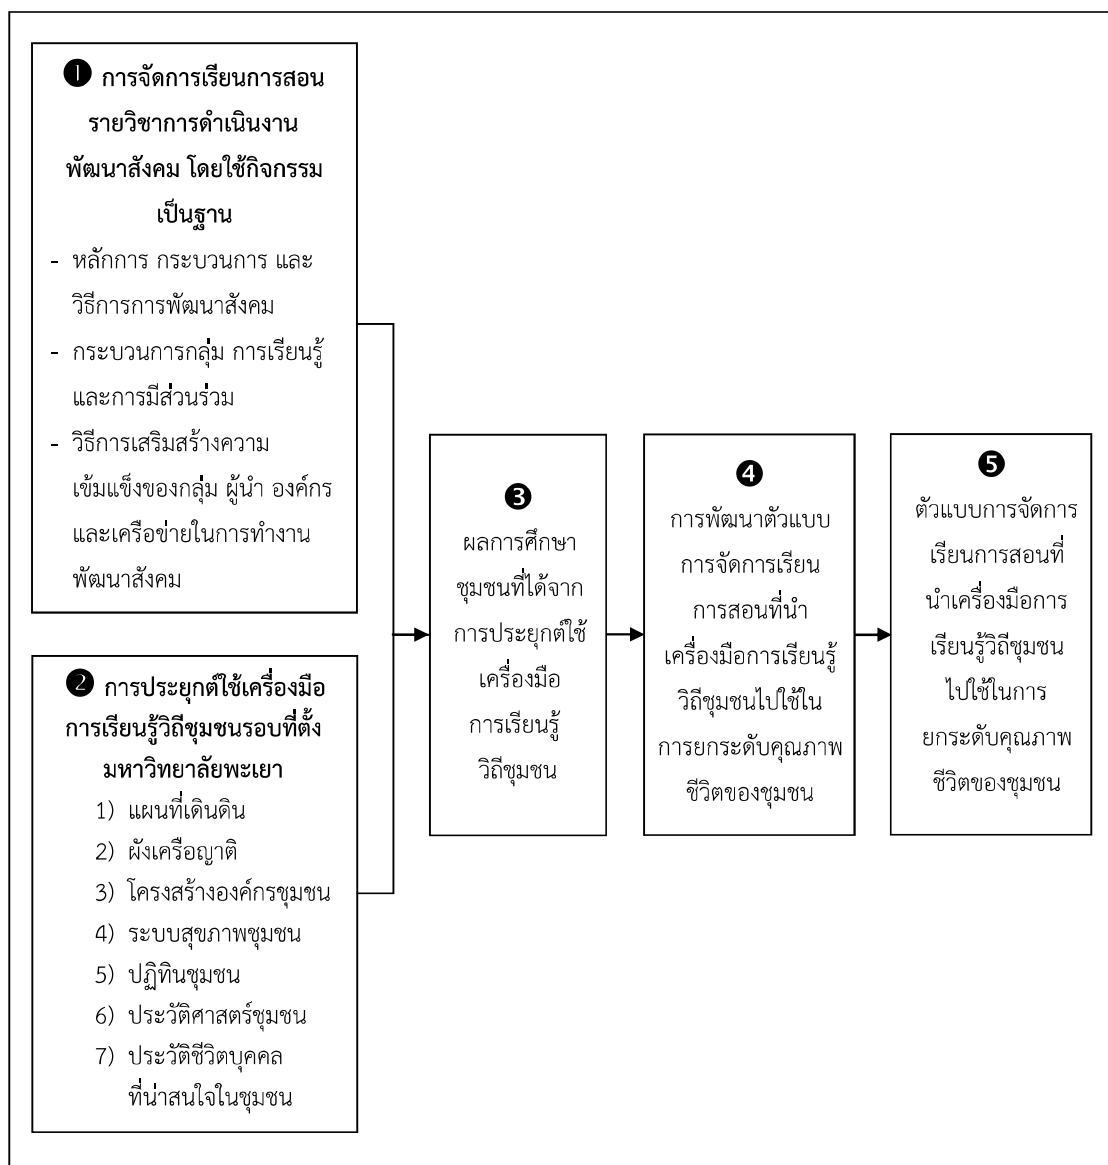 ❶ การจัดการเรียนการสอน
รายวิชาการดำเนินงาน
พัฒนาสังคม โดยใช้กิจกรรม
เป็นฐาน
- หลักการ กระบวนการ และ
วิธีการการพัฒนาสังคม
- กระบวนการกลุ่ม การเรียนรู้
และการมีส่วนร่วม
- วิธีการเสริมสร้างความ
เข้มแข็งของกลุ่ม ผู้นำ องค์กร
และเครือข่ายในการทำงาน
พัฒนาสังคม
❷ การประยุกต์ใช้เครื่องมือ
การเรียนรู้วิถีชุมชนรอบที่ตั้ง
มหาวิทยาลัยพะเยา
1) แผนที่เดินดิน
2) ผังเครือญาติ
3) โครงสร้างองค์กรชุมชน
4) ระบบสุขภาพชุมชน
5) ปฏิทินชุมชน
6) ประวัติศาสตร์ชุมชน
7) ประวัติชีวิตบุคคล
ที่น่าสนใจในชุมชน
❸
ผลการศึกษา
ชุมชนที่ได้จาก
การประยุกต์ใช้
เครื่องมือ
การเรียนรู้
วิถีชุมชน
❹
การพัฒนาตัวแบบ
การจัดการเรียน
การสอนที่นำ
เครื่องมือการเรียนรู้
วิถีชุมชนไปใช้ใน
การยกระดับคุณภาพ
ชีวิตของชุมชน
❺
ตัวแบบการจัดการ
เรียนการสอนที่
นำเครื่องมือการ
เรียนรู้วิถีชุมชน
ไปใช้ในการ
ยกระดับคุณภาพ
ชีวิตของชุมชน